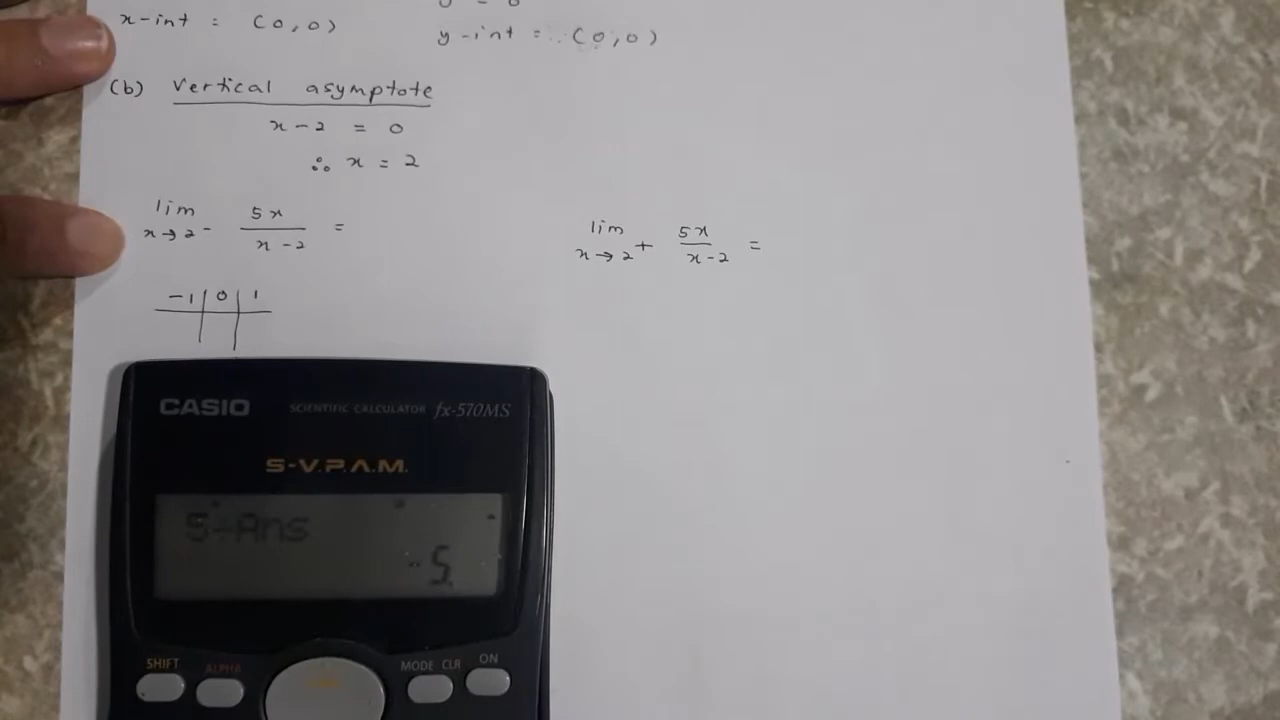 x-int = (0,0)
y-int = (0,0)
(b) Vertical asymptote
x-2 = 0
∴ x = 2
lim x→2- 5x/x-2 =
lim x→2+ 5x/x-2 =
-1 | 0 | 1
CASIO SCIENTIFIC CALCULATOR fx-570MS
S-V.P.A.M.
5÷Ans
-5.
SHIFT ALPHA MODE CLR ON